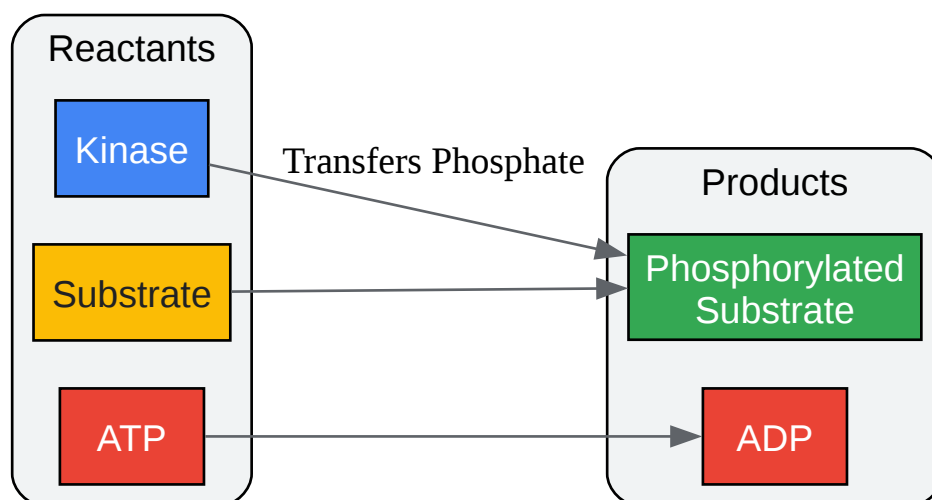 Reactants
Kinase
Transfers Phosphate
Products
Substrate
Phosphorylated
Substrate
ATP
ADP